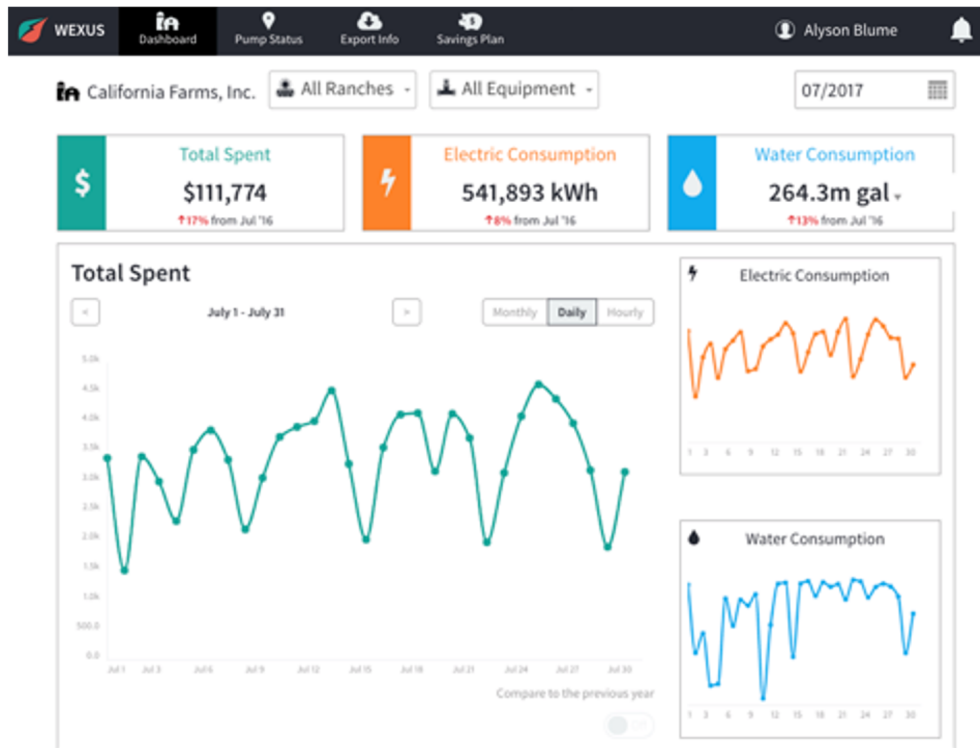 WEXUS Dashboard Pump Status Export Info Savings Plan Alyson Blume
California Farms, Inc. All Ranches All Equipment 07/2017
Total Spent
$111,774
↑17% from Jul '16
Electric Consumption
541,893 kWh
↑8% from Jul '16
Water Consumption
264.3m gal
↑13% from Jul '16
Total Spent
< July 1 - July 31 > Monthly Daily Hourly
5.0k
4.5k
4.0k
3.5k
3.0k
2.5k
2.0k
1.5k
1.0k
500.0
0.0
Jul 1 Jul 3 Jul 6 Jul 9 Jul 12 Jul 15 Jul 18 Jul 21 Jul 24 Jul 27 Jul 30
Compare to the previous year
Electric Consumption
1 3 6 9 12 15 18 21 24 27 30
Water Consumption
1 3 6 9 12 15 18 21 24 27 30